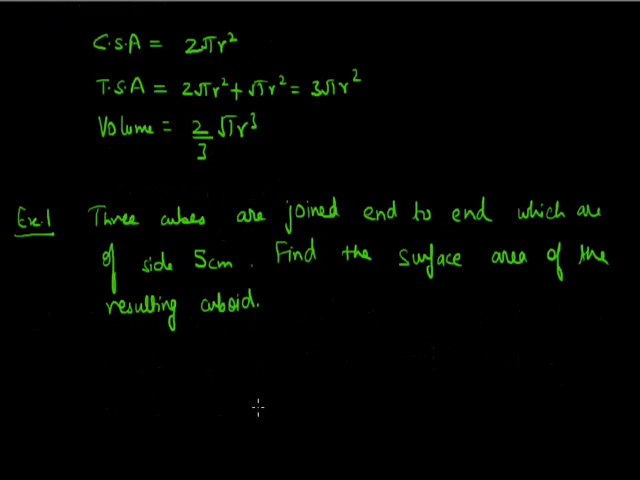 C.S.A = 2πr²
T.S.A = 2πr² + πr² = 3πr²
Volume = 2/3 πr³
Ex.1 Three cubes are joined end to end which are
of side 5cm. Find the surface area of the
resulting cuboid.